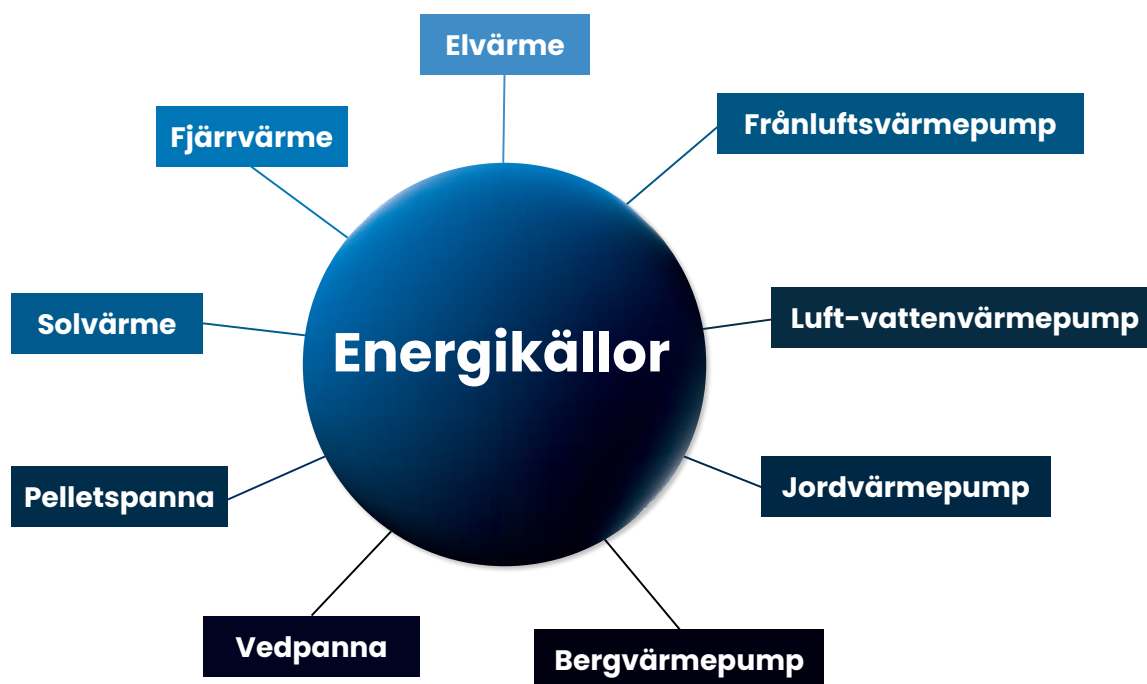 Elvärme
Frånluftsvärmepump
Fjärrvärme
Solvärme
Luft-vattenvärmepump
Energikällor
Pelletspanna
Jordvärmepump
Vedpanna
Bergvärmepump